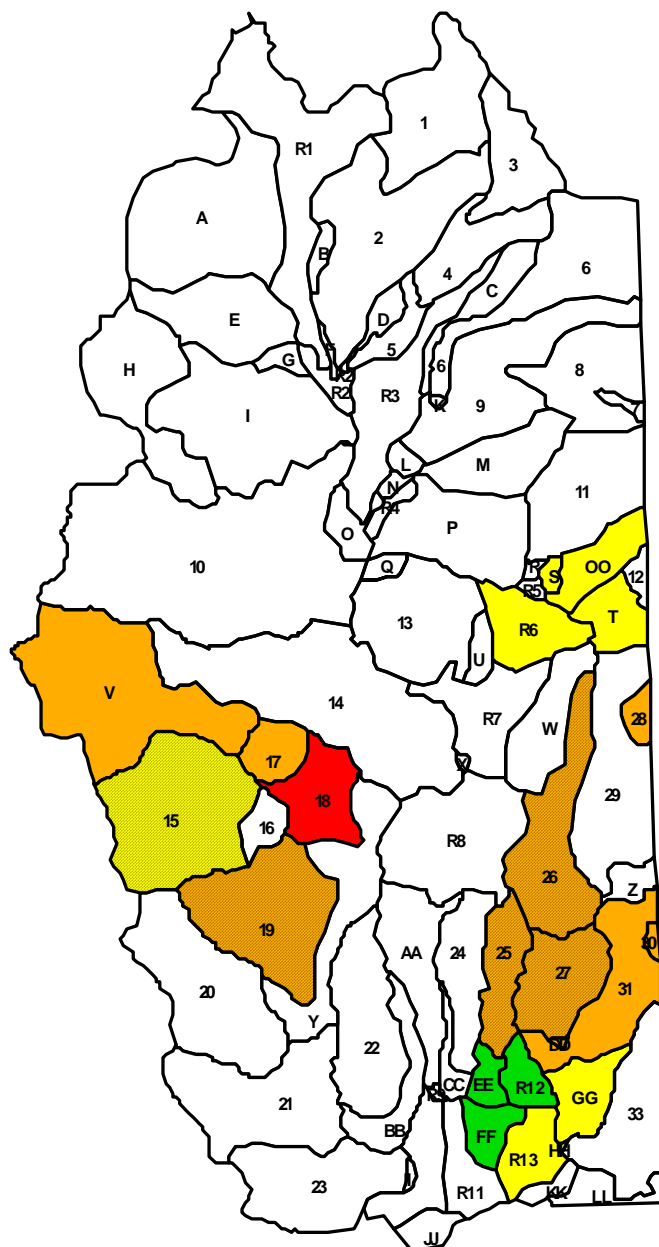 1
R1
3
A
2
B
4
6
C
E
D
5
G
H
R2
R3
6
8
9
K
I
L
M
N
11
R4
P
O
10
Q
S
OO
12
R5
13
T
R6
U
V
14
R7
W
28
17
X
18
29
15
16
R8
26
Z
19
AA
24
25
30
27
20
31
Y
22
DD
CC
EE
R12
GG
21
33
BB
FF
R13
23
R11
KK
LL
JJ